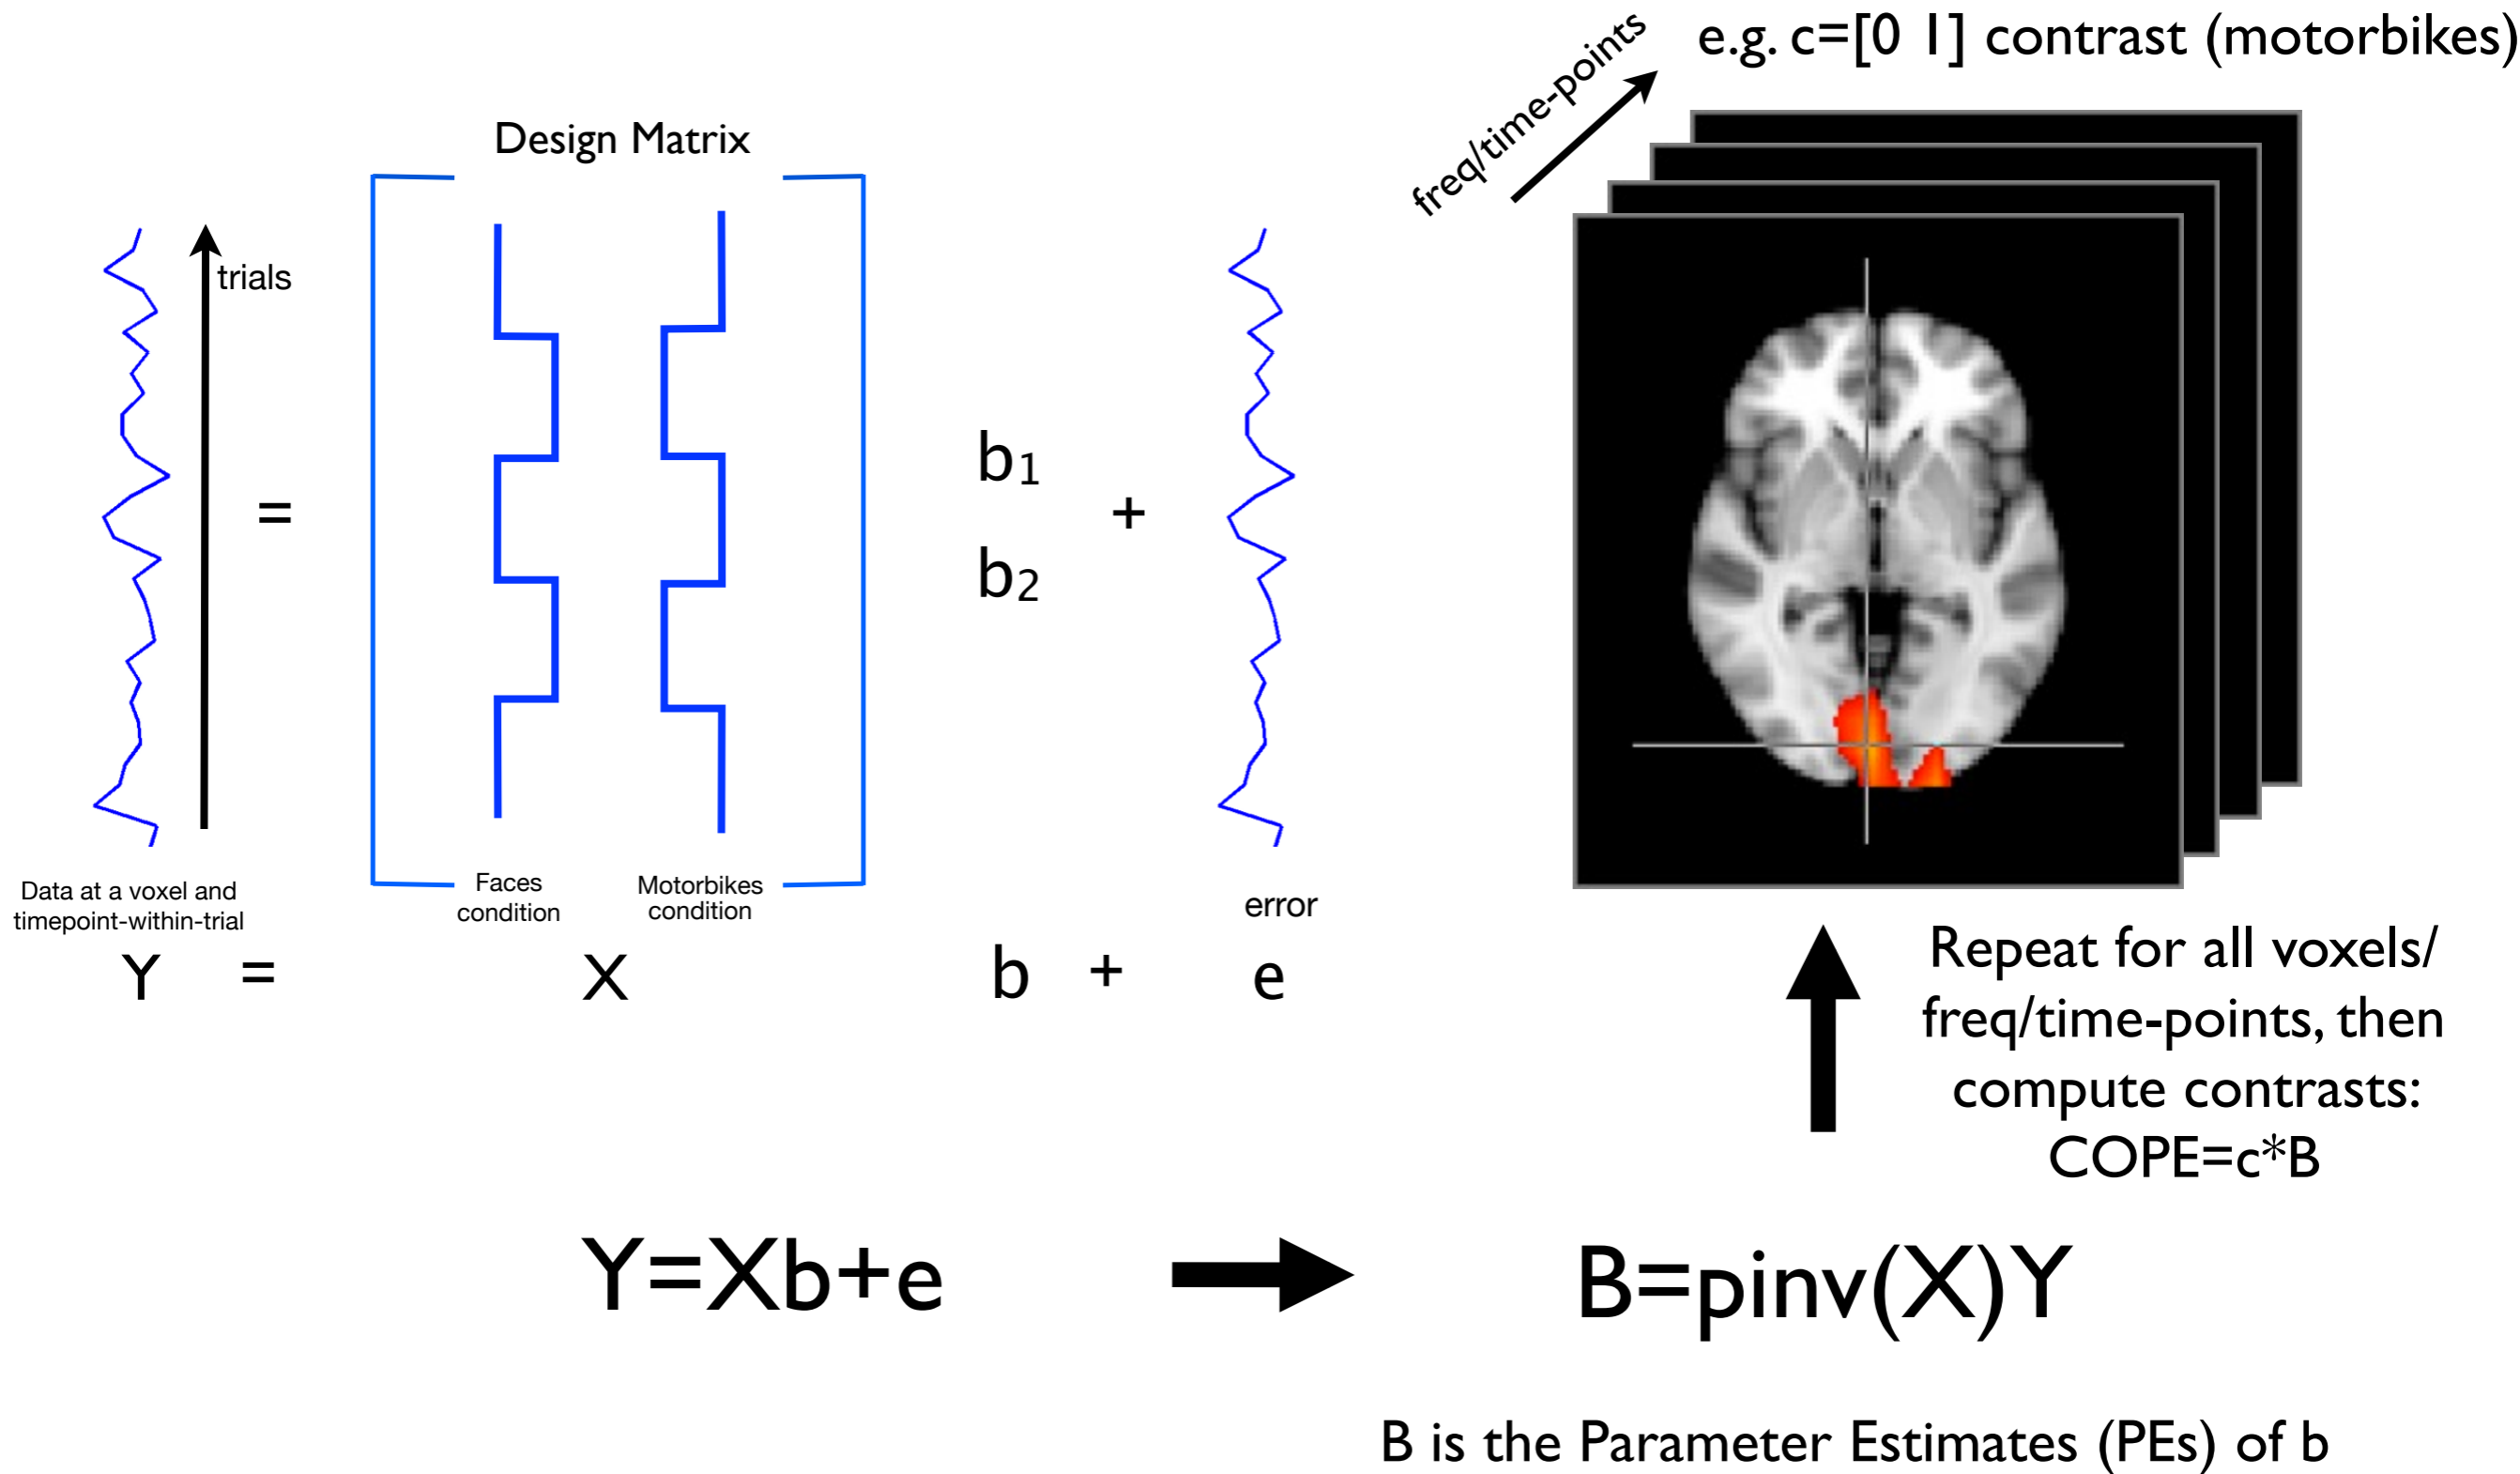 e.g. c=[0 1] contrast (motorbikes)
freq/time-points
Design Matrix
trials
=
b1
b2
+
Data at a voxel and
timepoint-within-trial
Faces
condition
Motorbikes
condition
error
Y = X b + e
Repeat for all voxels/
freq/time-points, then
compute contrasts:
COPE=c*B
Y=Xb+e
B=pinv(X)Y
B is the Parameter Estimates (PEs) of b